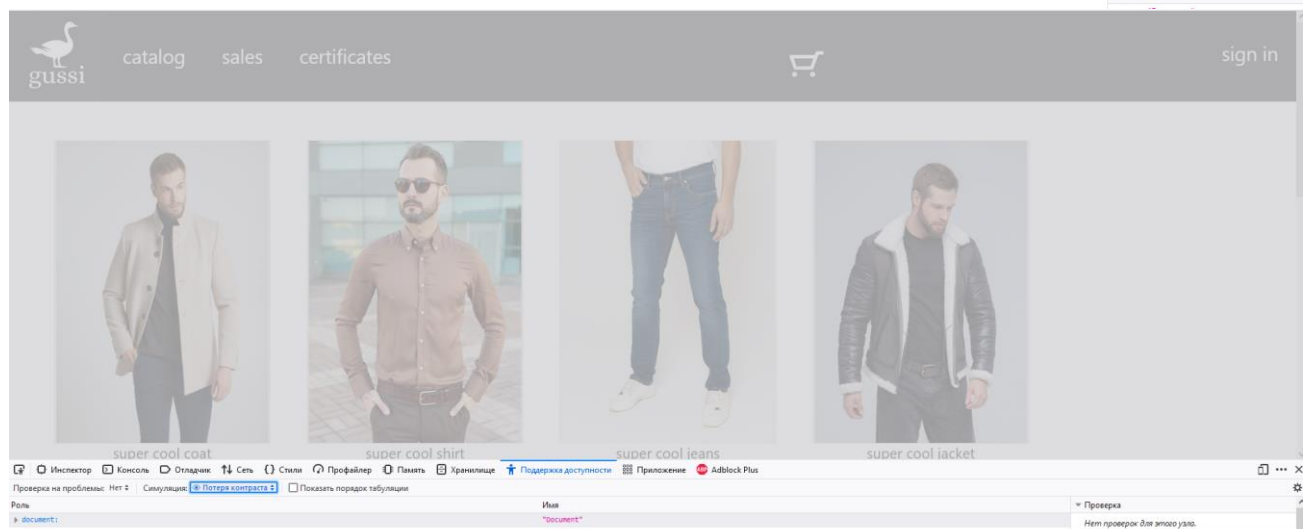 catalog sales certificates sign in
gussi
super cool coat super cool shirt super cool jeans super cool jacket
Инспектор Консоль Отладчик Сеть {} Стили Профайлер Память Хранилище Поддержка доступности Приложение ABP Adblock Plus
Проверка на проблемы: Нет Симуляция: Потеря контраста Показать порядок табуляции
Роль Имя Проверка
document: "Document" Нет проверок для этого узла.